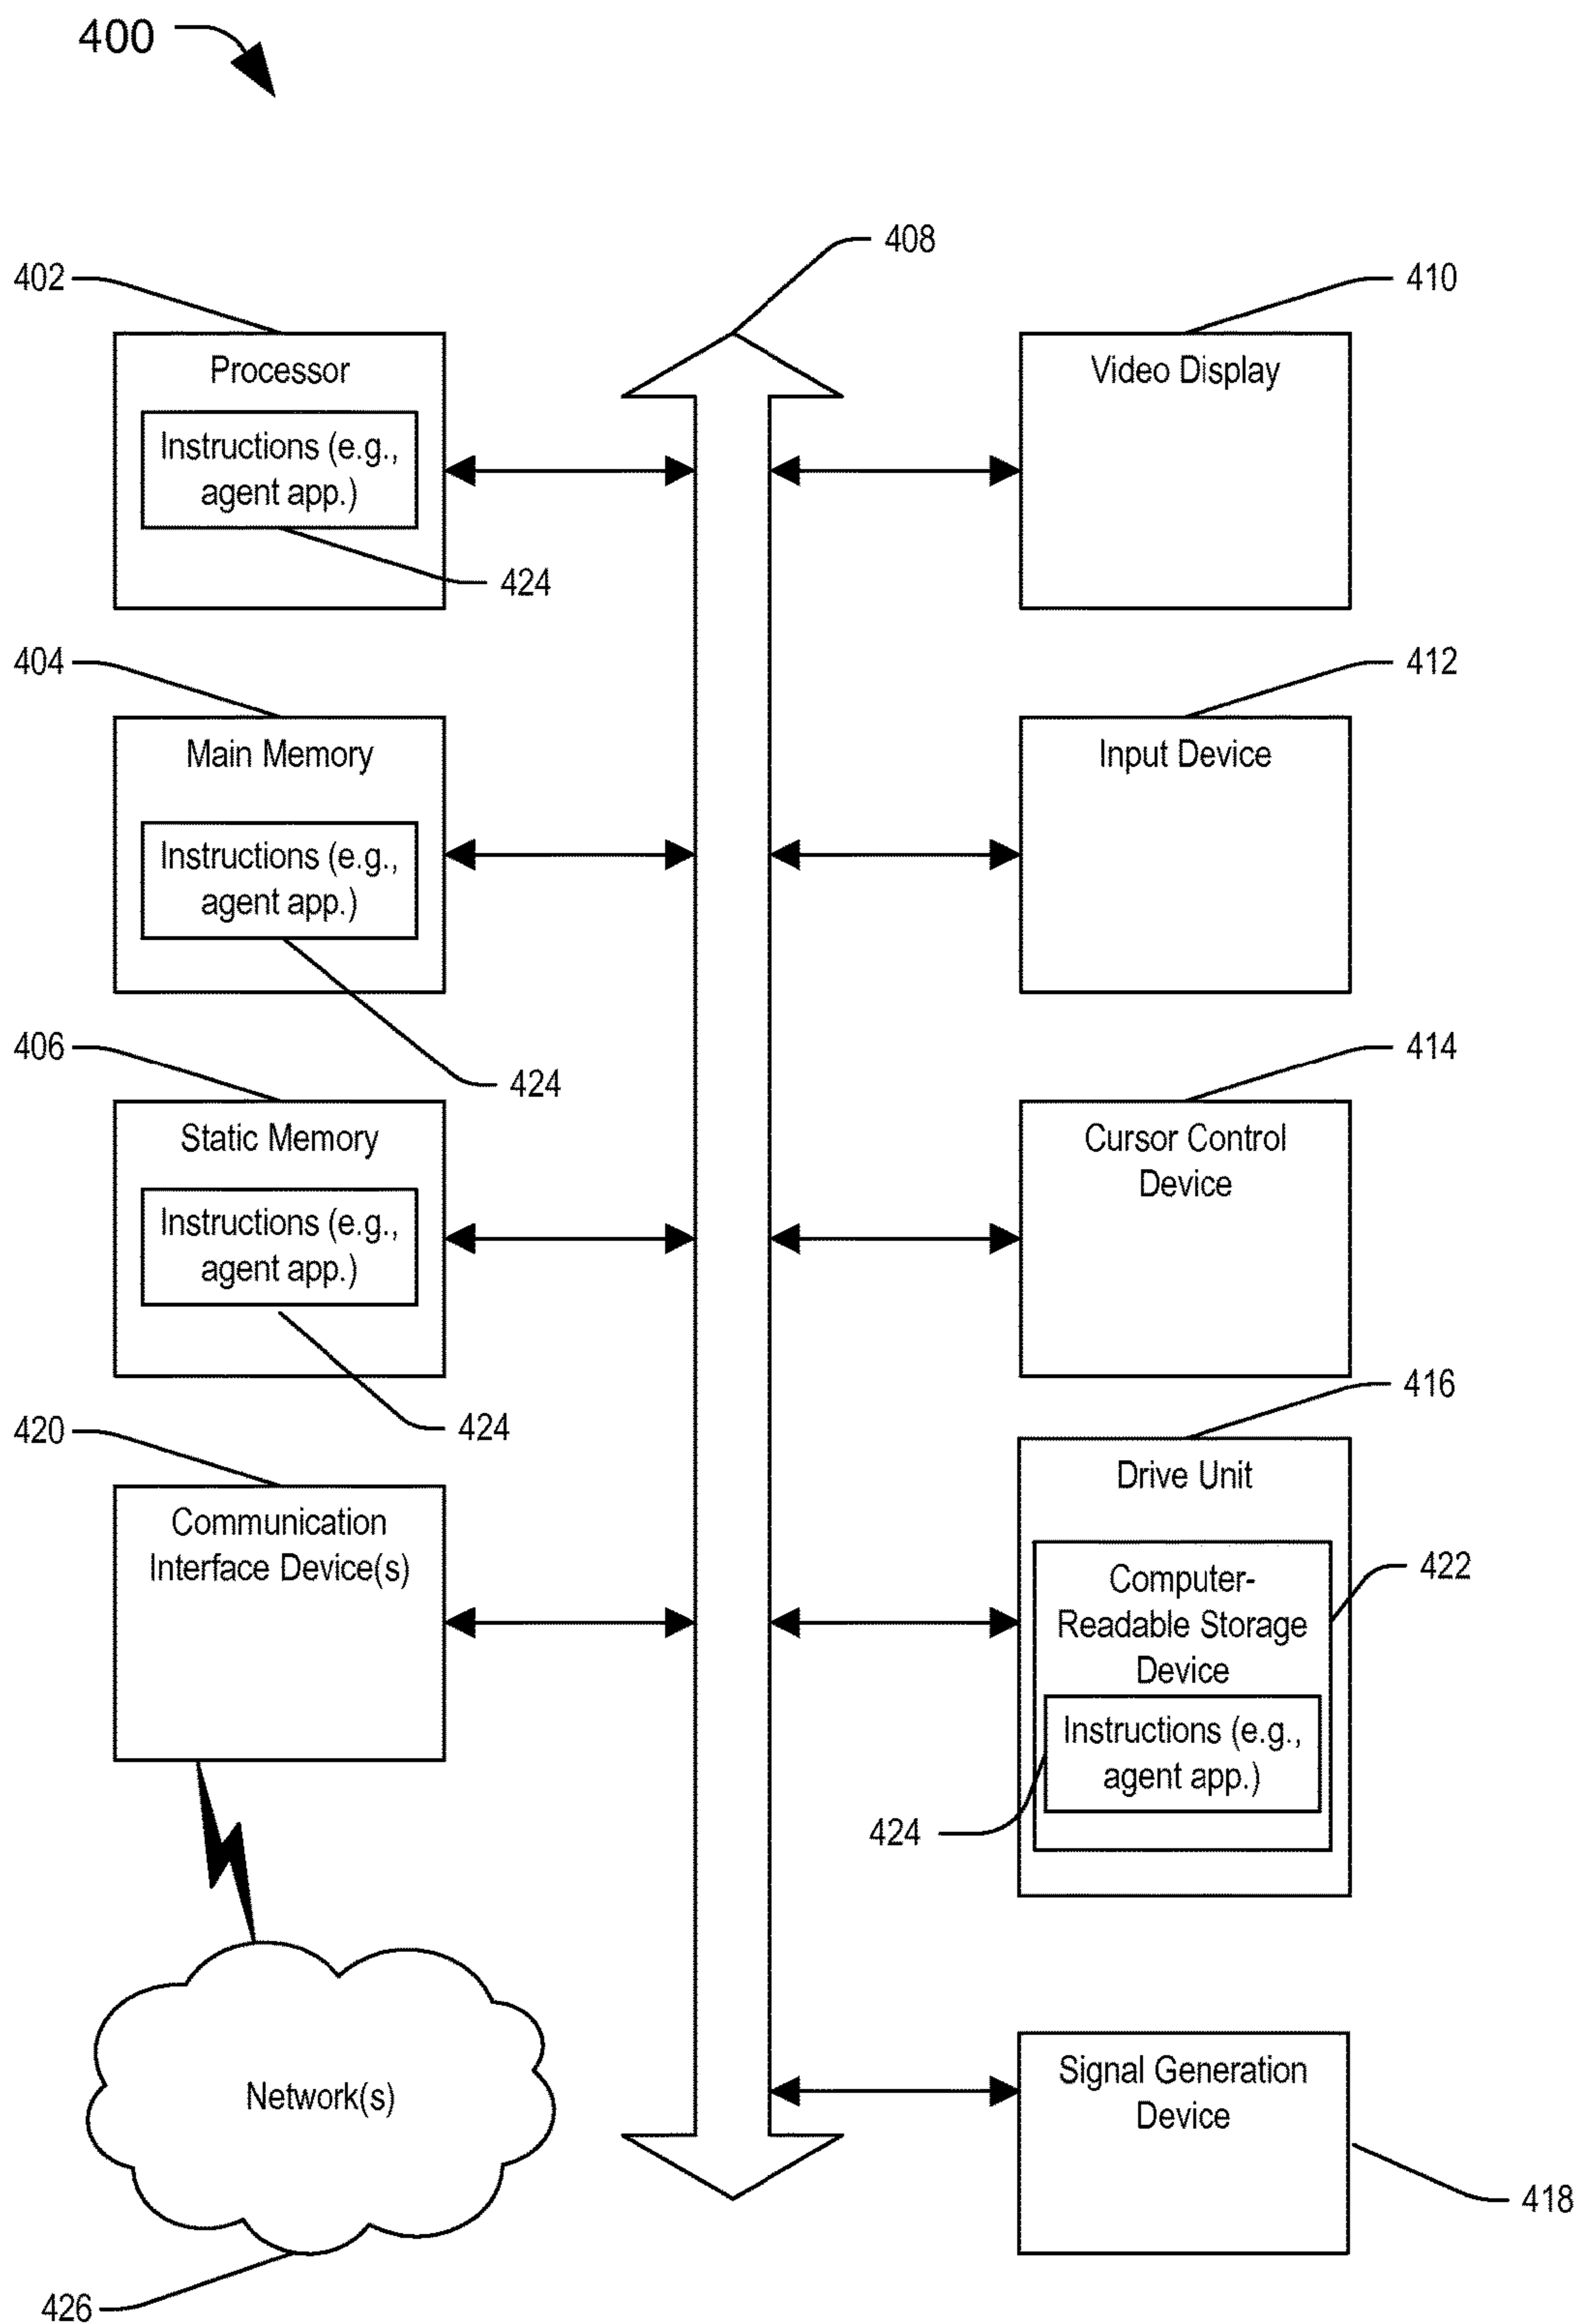 400
408
402
410
Processor
Instructions (e.g.,
agent app.)
424
Video Display
404
412
Main Memory
Instructions (e.g.,
agent app.)
424
Input Device
406
414
Static Memory
Instructions (e.g.,
agent app.)
424
Cursor Control
Device
420
416
Communication
Interface Device(s)
Drive Unit
422
Computer-
Readable Storage
Device
Instructions (e.g.,
agent app.)
424
Network(s)
426
Signal Generation
Device
418